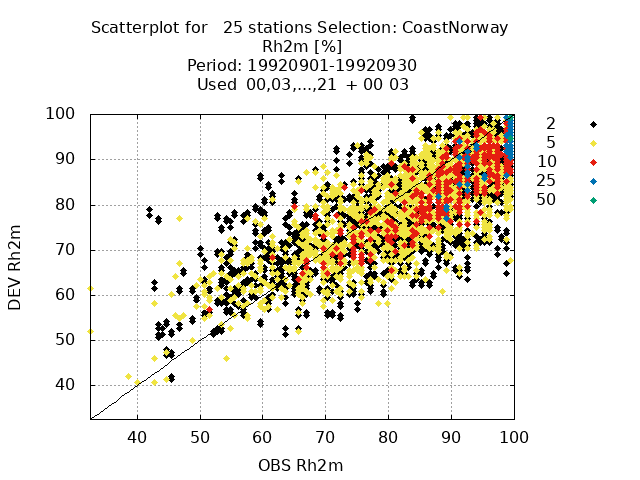 Scatterplot for 25 stations Selection: CoastNorway
Rh2m [%]
Period: 19920901-19920930
Used 00,03,...,21 + 00 03
100
90
80
70
60
50
40
DEV Rh2m
40 50 60 70 80 90 100
OBS Rh2m
2
5
10
25
50